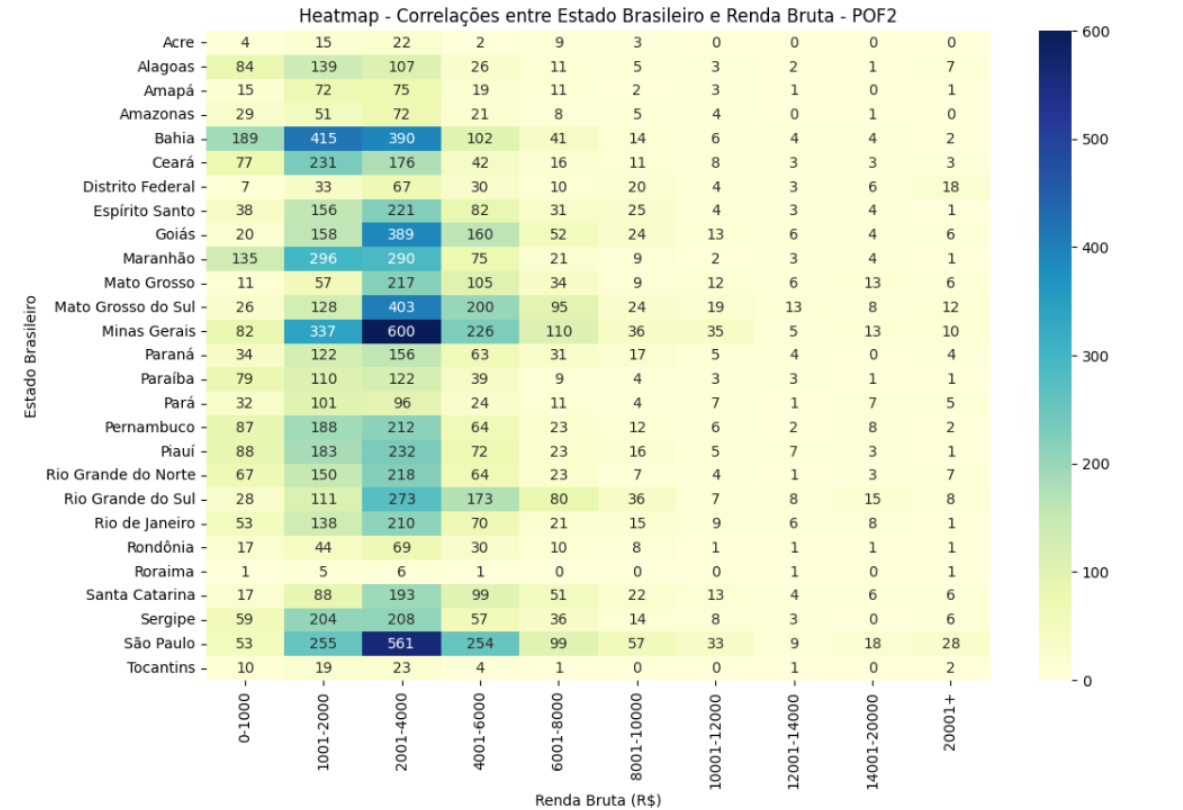 Heatmap - Correlações entre Estado Brasileiro e Renda Bruta - POF2
Acre 4 15 22 2 9 3 0 0 0 0
Alagoas 84 139 107 26 11 5 3 2 1 7
Amapá 15 72 75 19 11 2 3 1 0 1
Amazonas 29 51 72 21 8 5 4 0 1 0
Bahia 189 415 390 102 41 14 6 4 4 2
Ceará 77 231 176 42 16 11 8 3 3 3
Distrito Federal 7 33 67 30 10 20 4 3 6 18
Espírito Santo 38 156 221 82 31 25 4 3 4 1
Goiás 20 158 389 160 52 24 13 6 4 6
Maranhão 135 296 290 75 21 9 2 3 4 1
Mato Grosso 11 57 217 105 34 9 12 6 13 6
Mato Grosso do Sul 26 128 403 200 95 24 19 13 8 12
Minas Gerais 82 337 600 226 110 36 35 5 13 10
Paraná 34 122 156 63 31 17 5 4 0 4
Paraíba 79 110 122 39 9 4 3 3 1 1
Pará 32 101 96 24 11 4 7 1 7 5
Pernambuco 87 188 212 64 23 12 6 2 8 2
Piauí 88 183 232 72 23 16 5 7 3 1
Rio Grande do Norte 67 150 218 64 23 7 4 1 3 7
Rio Grande do Sul 28 111 273 173 80 36 7 8 15 8
Rio de Janeiro 53 138 210 70 21 15 9 6 8 1
Rondônia 17 44 69 30 10 8 1 1 1 1
Roraima 1 5 6 1 0 0 0 1 0 1
Santa Catarina 17 88 193 99 51 22 13 4 6 6
Sergipe 59 204 208 57 36 14 8 3 0 6
São Paulo 53 255 561 254 99 57 33 9 18 28
Tocantins 10 19 23 4 1 0 0 1 0 2
Estado Brasileiro
0-1000 1001-2000 2001-4000 4001-6000 6001-8000 8001-10000 10001-12000 12001-14000 14001-20000 20001+
Renda Bruta (R$)
600
500
400
300
200
100
0